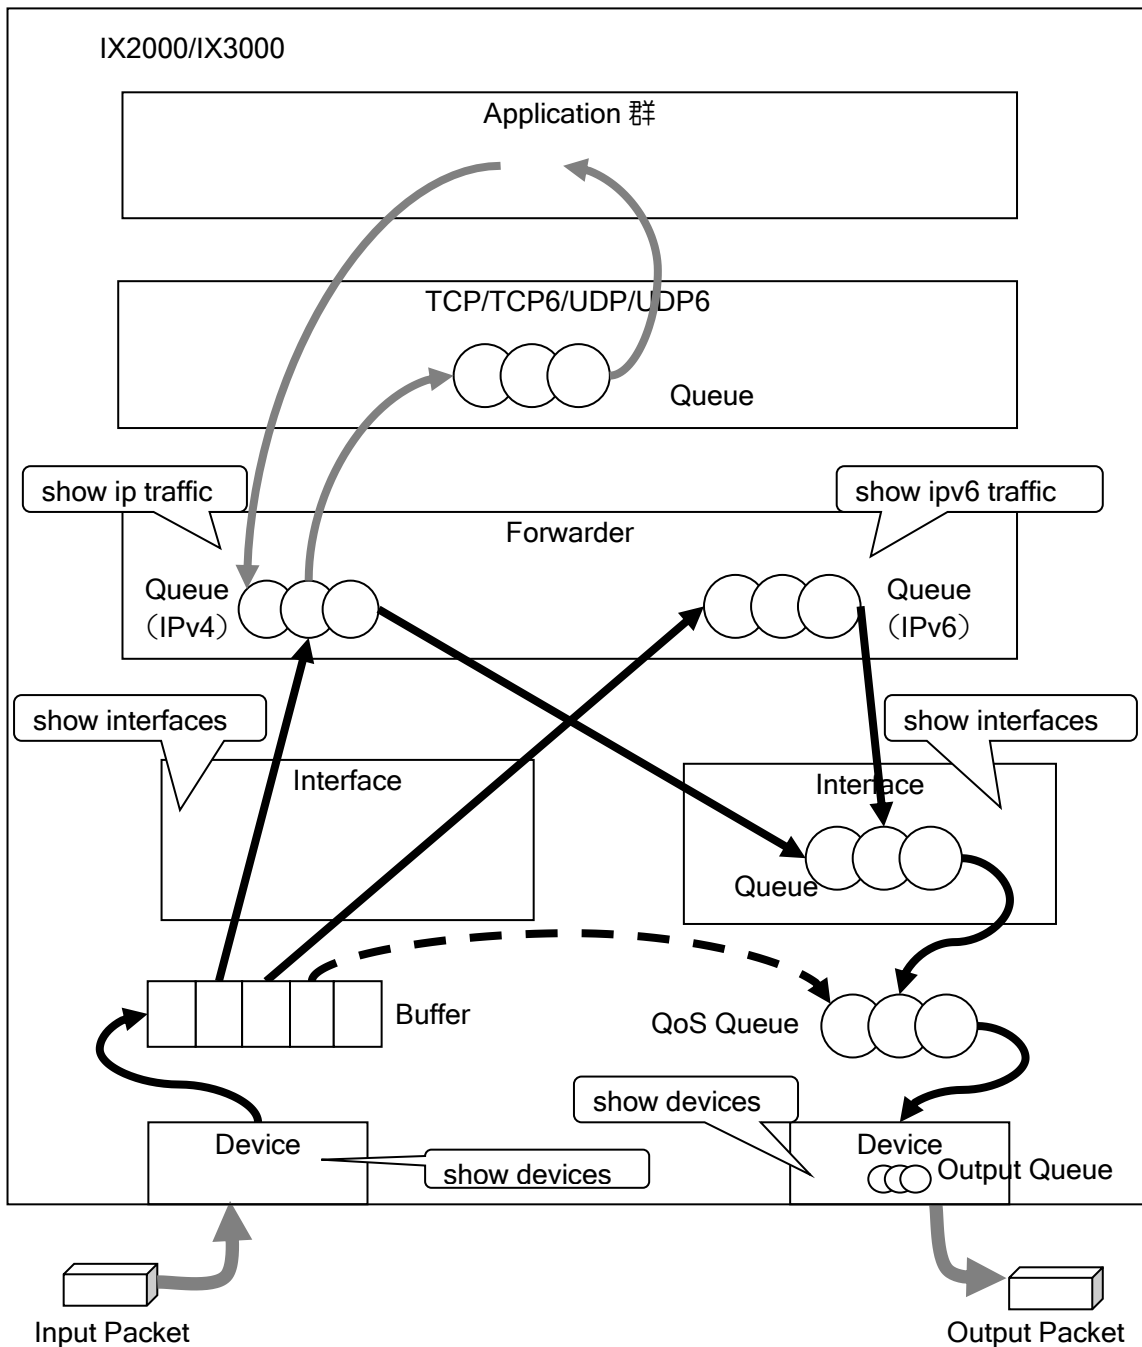 IX2000/IX3000
Application 群
TCP/TCP6/UDP/UDP6
Queue
show ip traffic
show ipv6 traffic
Forwarder
Queue
（IPv4）
Queue
（IPv6）
show interfaces
show interfaces
Interface
Interface
Queue
Buffer
QoS Queue
show devices
Device
show devices
Device
Output Queue
Input Packet
Output Packet